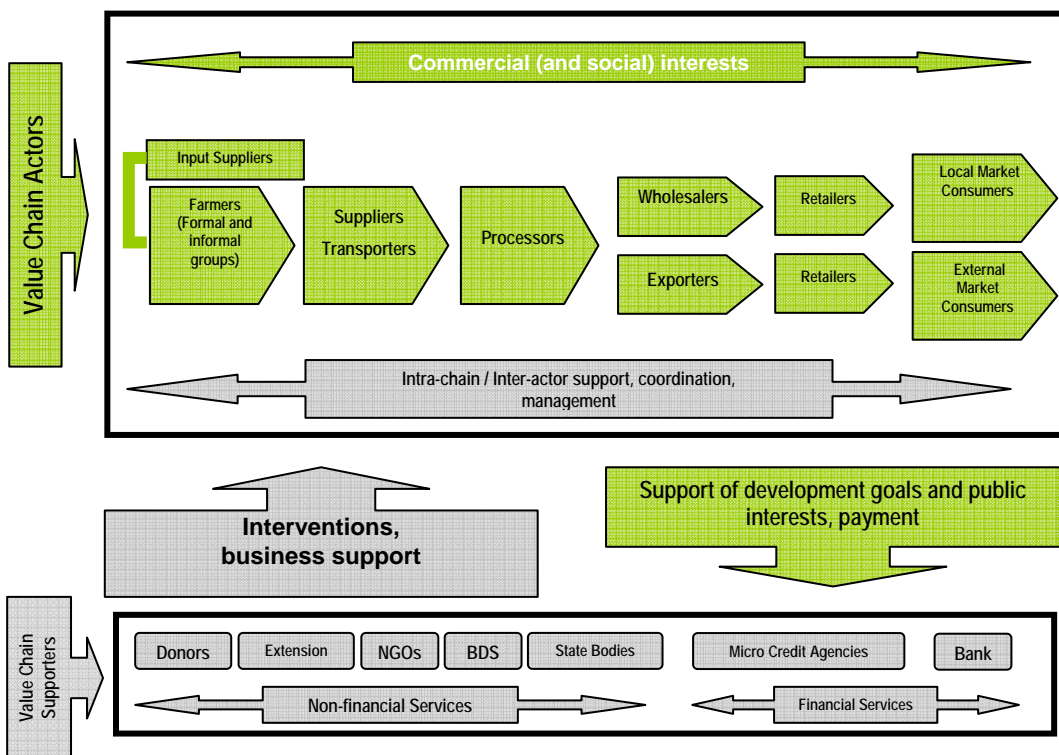 Commercial (and social) interests
Value Chain Actors
Input Suppliers
Farmers
(Formal and
informal
groups)
Suppliers
Transporters
Processors
Wholesalers
Retailers
Local Market
Consumers
Exporters
Retailers
External
Market
Consumers
Intra-chain / Inter-actor support, coordination,
management
Interventions,
business support
Support of development goals and public
interests, payment
Value Chain
Supporters
Donors
Extension
NGOs
BDS
State Bodies
Micro Credit Agencies
Bank
Non-financial Services
Financial Services